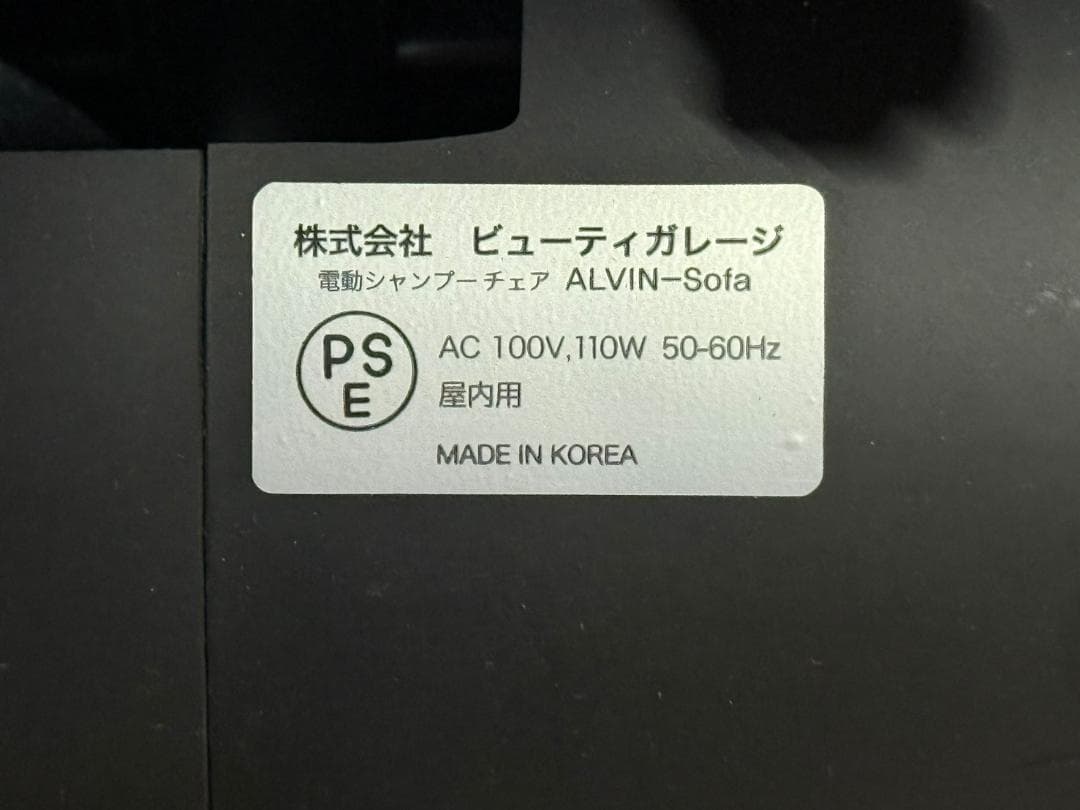 株式会社　ビューティガレージ
電動シャンプーチェア ALVIN-Sofa
PS
E
AC 100V,110W 50-60Hz
屋内用
MADE IN KOREA